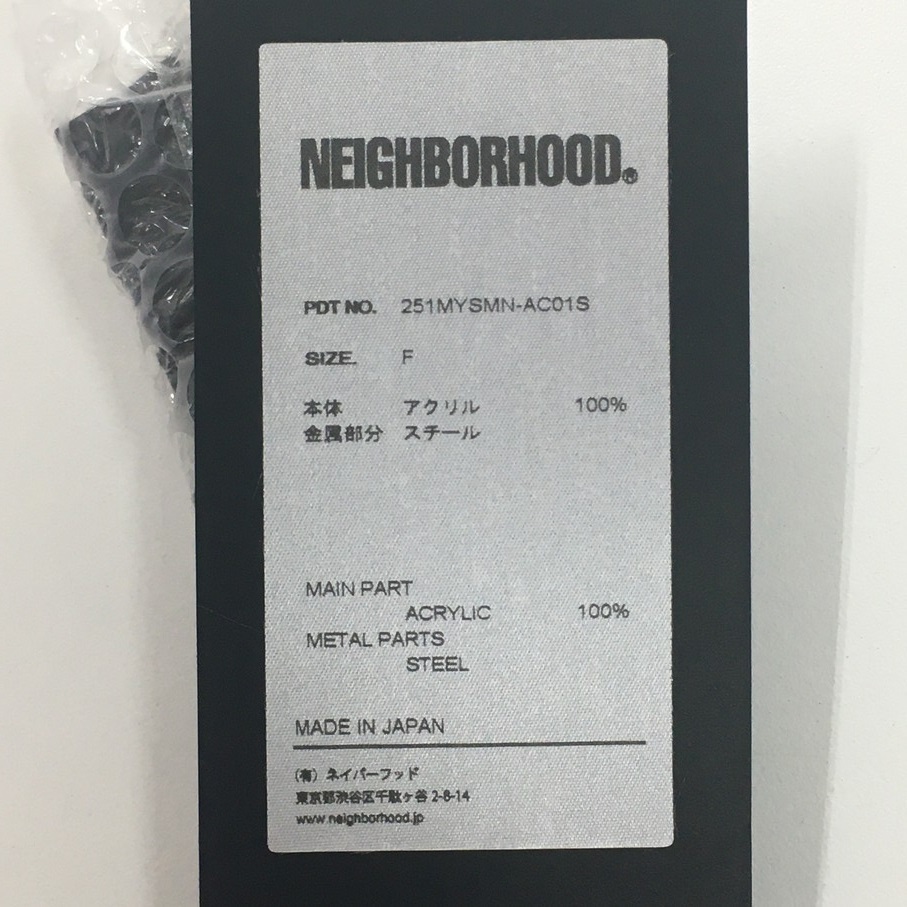 NEIGHBORHOOD®
PDT NO. 251MYSMN-AC01S
SIZE. F
本体 アクリル 100%
金属部分 スチール
MAIN PART
ACRYLIC 100%
METAL PARTS
STEEL
MADE IN JAPAN
(有) ネイバーフッド
東京都渋谷区千駄ヶ谷 2-8-14
www.neighborhood.jp